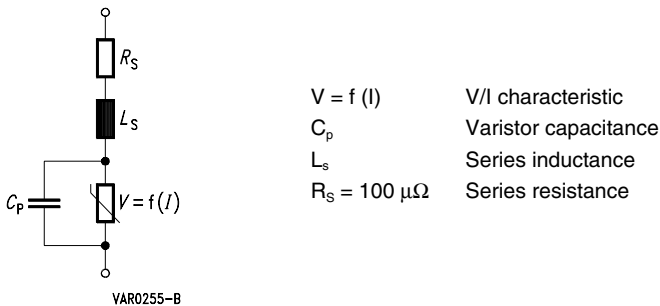 R_S
L_S
C_P
V = f(I)
VAR0255-B
V = f (I) V/I characteristic
C_p Varistor capacitance
L_s Series inductance
R_S = 100 μΩ Series resistance